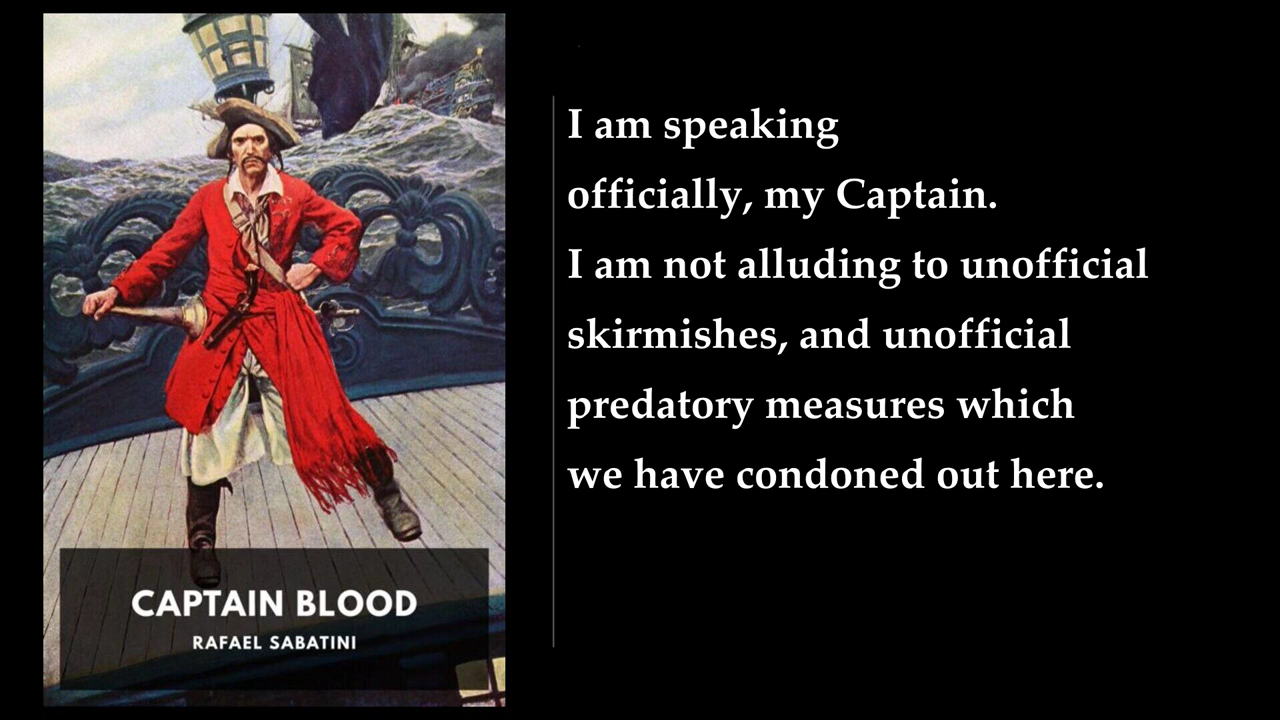 CAPTAIN BLOOD
RAFAEL SABATINI
I am speaking
officially, my Captain.
I am not alluding to unofficial
skirmishes, and unofficial
predatory measures which
we have condoned out here.